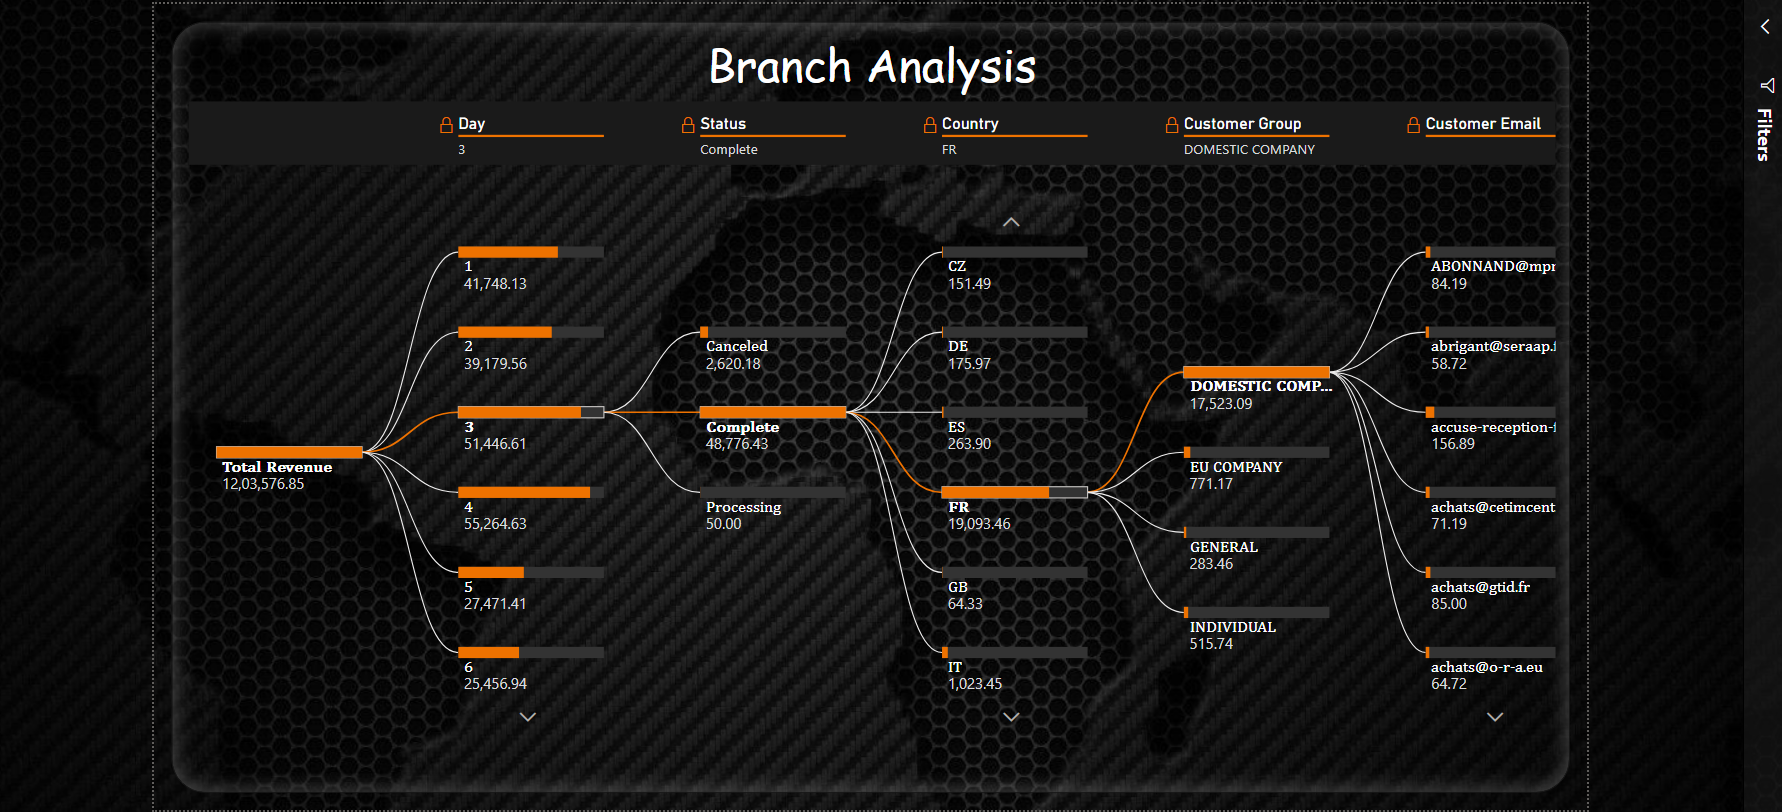 Branch Analysis
Filters
Day
3
Status
Complete
Country
FR
Customer Group
DOMESTIC COMPANY
Customer Email
Total Revenue
12,03,576.85
1
41,748.13
2
39,179.56
3
51,446.61
4
55,264.63
5
27,471.41
6
25,456.94
Canceled
2,620.18
Complete
48,776.43
Processing
50.00
CZ
151.49
DE
175.97
ES
263.90
FR
19,093.46
GB
64.33
IT
1,023.45
DOMESTIC COMP...
17,523.09
EU COMPANY
771.17
GENERAL
283.46
INDIVIDUAL
515.74
ABONNAND@mpr
84.19
abrigant@seraap.f
58.72
accuse-reception-f
156.89
achats@cetimcent
71.19
achats@gtid.fr
85.00
achats@o-r-a.eu
64.72